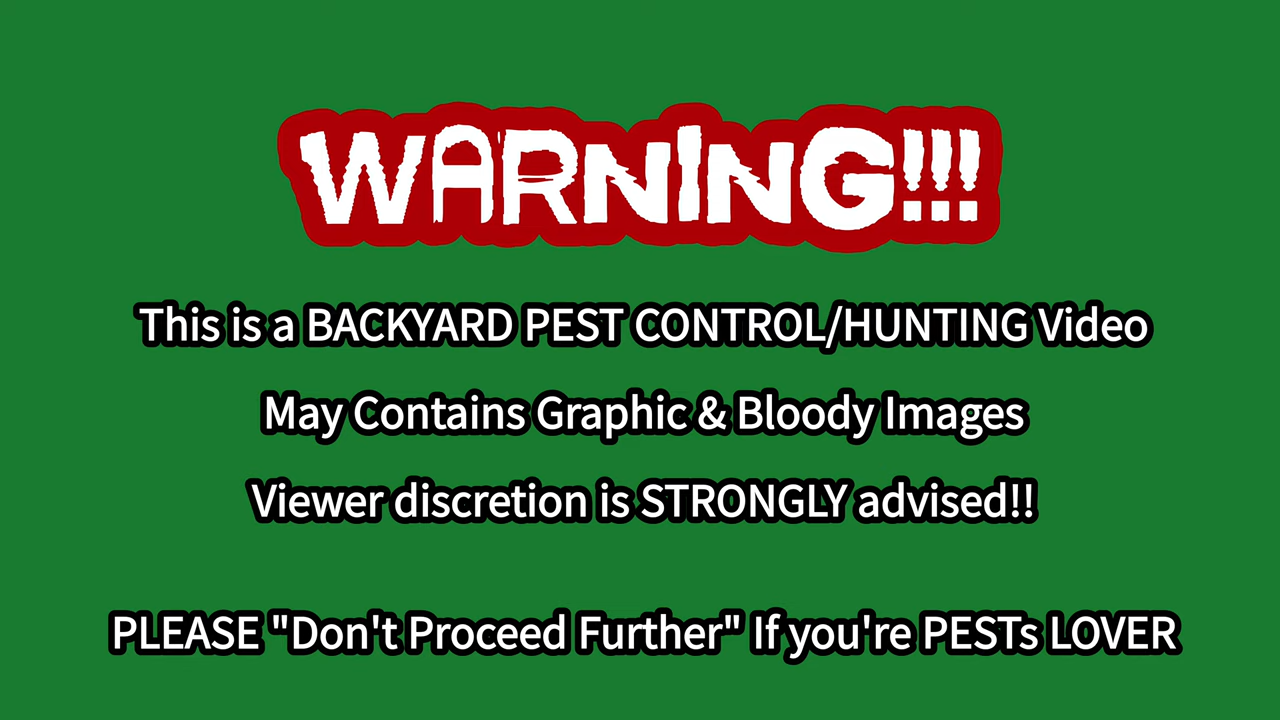 WARNING!!!
This is a BACKYARD PEST CONTROL/HUNTING Video
May Contains Graphic & Bloody Images
Viewer discretion is STRONGLY advised!!
PLEASE "Don't Proceed Further" If you're PESTs LOVER